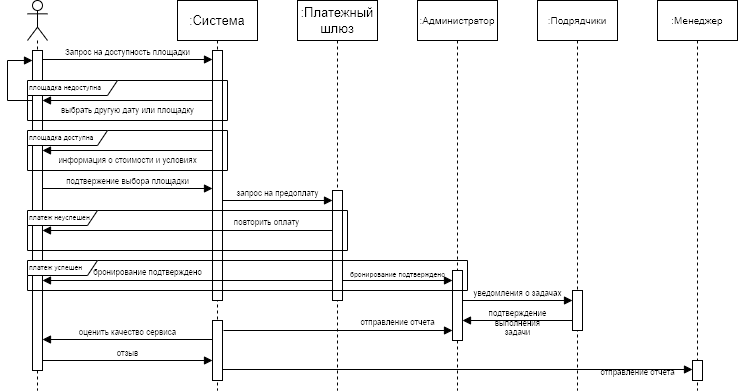 :Система
:Платежный
шлюз
:Администратор
:Подрядчики
:Менеджер
Запрос на доступность площадки
площадка недоступна
выбрать другую дату или площадку
площадка доступна
информация о стоимости и условиях
подтвержение выбора площадки
запрос на предоплату
платеж неуспешен
повторить оплату
платеж успешен
бронирование подтверждено
бронирование подтверждено
уведомления о задачах
подтверждение
выполнения
задачи
отправление отчета
оценить качество сервиса
отзыв
отправление отчета